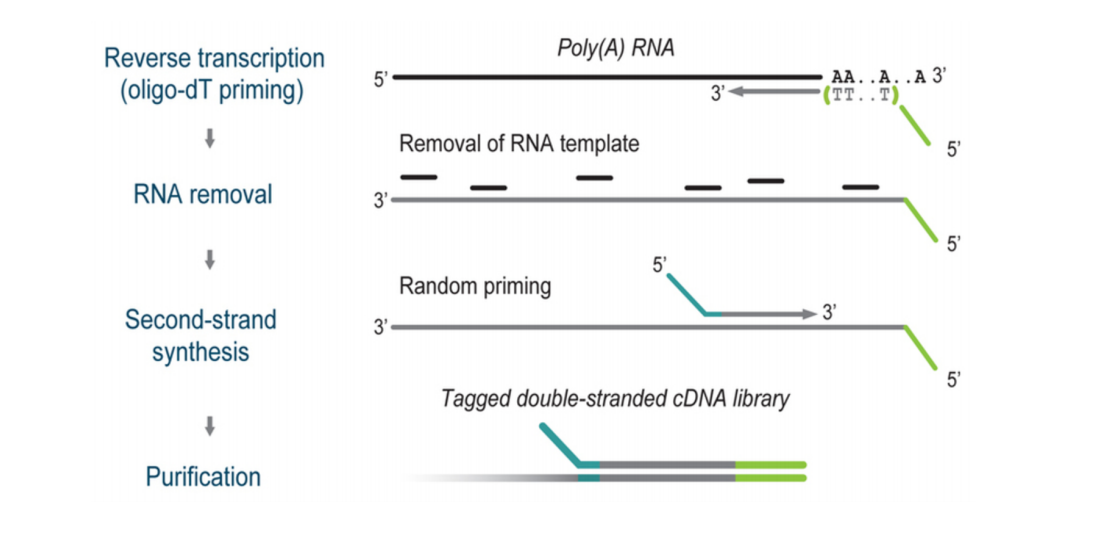 Reverse transcription
(oligo-dT priming)
Poly(A) RNA
5’ AA..A..A 3’
3’ (TT..T)
5’
RNA removal
Removal of RNA template
3’
5’
Second-strand
synthesis
Random priming
5’
3’
3’
5’
Purification
Tagged double-stranded cDNA library